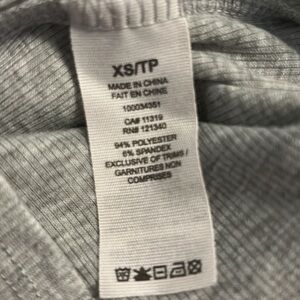 XS/TP
MADE IN CHINA
FAIT EN CHINE
100034351
CA# 11319
RN# 121340
94% POLYESTER
6% SPANDEX
EXCLUSIVE OF TRIMS /
GARNITURES NON
COMPRISES